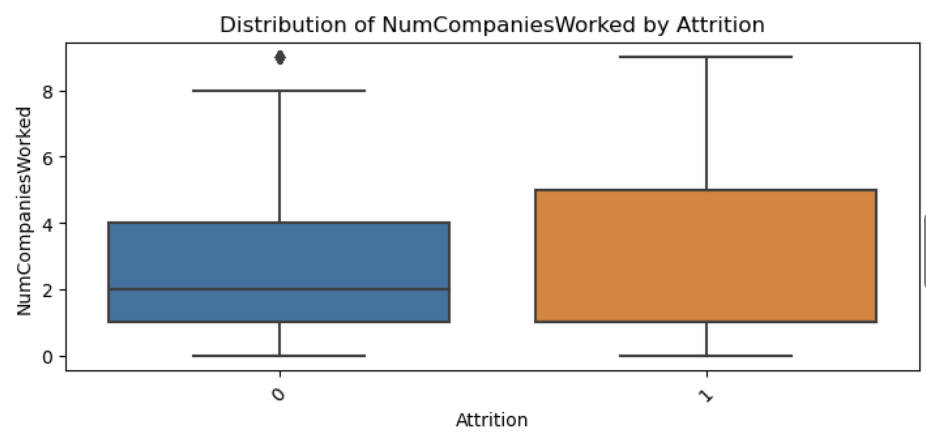 Distribution of NumCompaniesWorked by Attrition
NumCompaniesWorked
8
6
4
2
0
0
1
Attrition